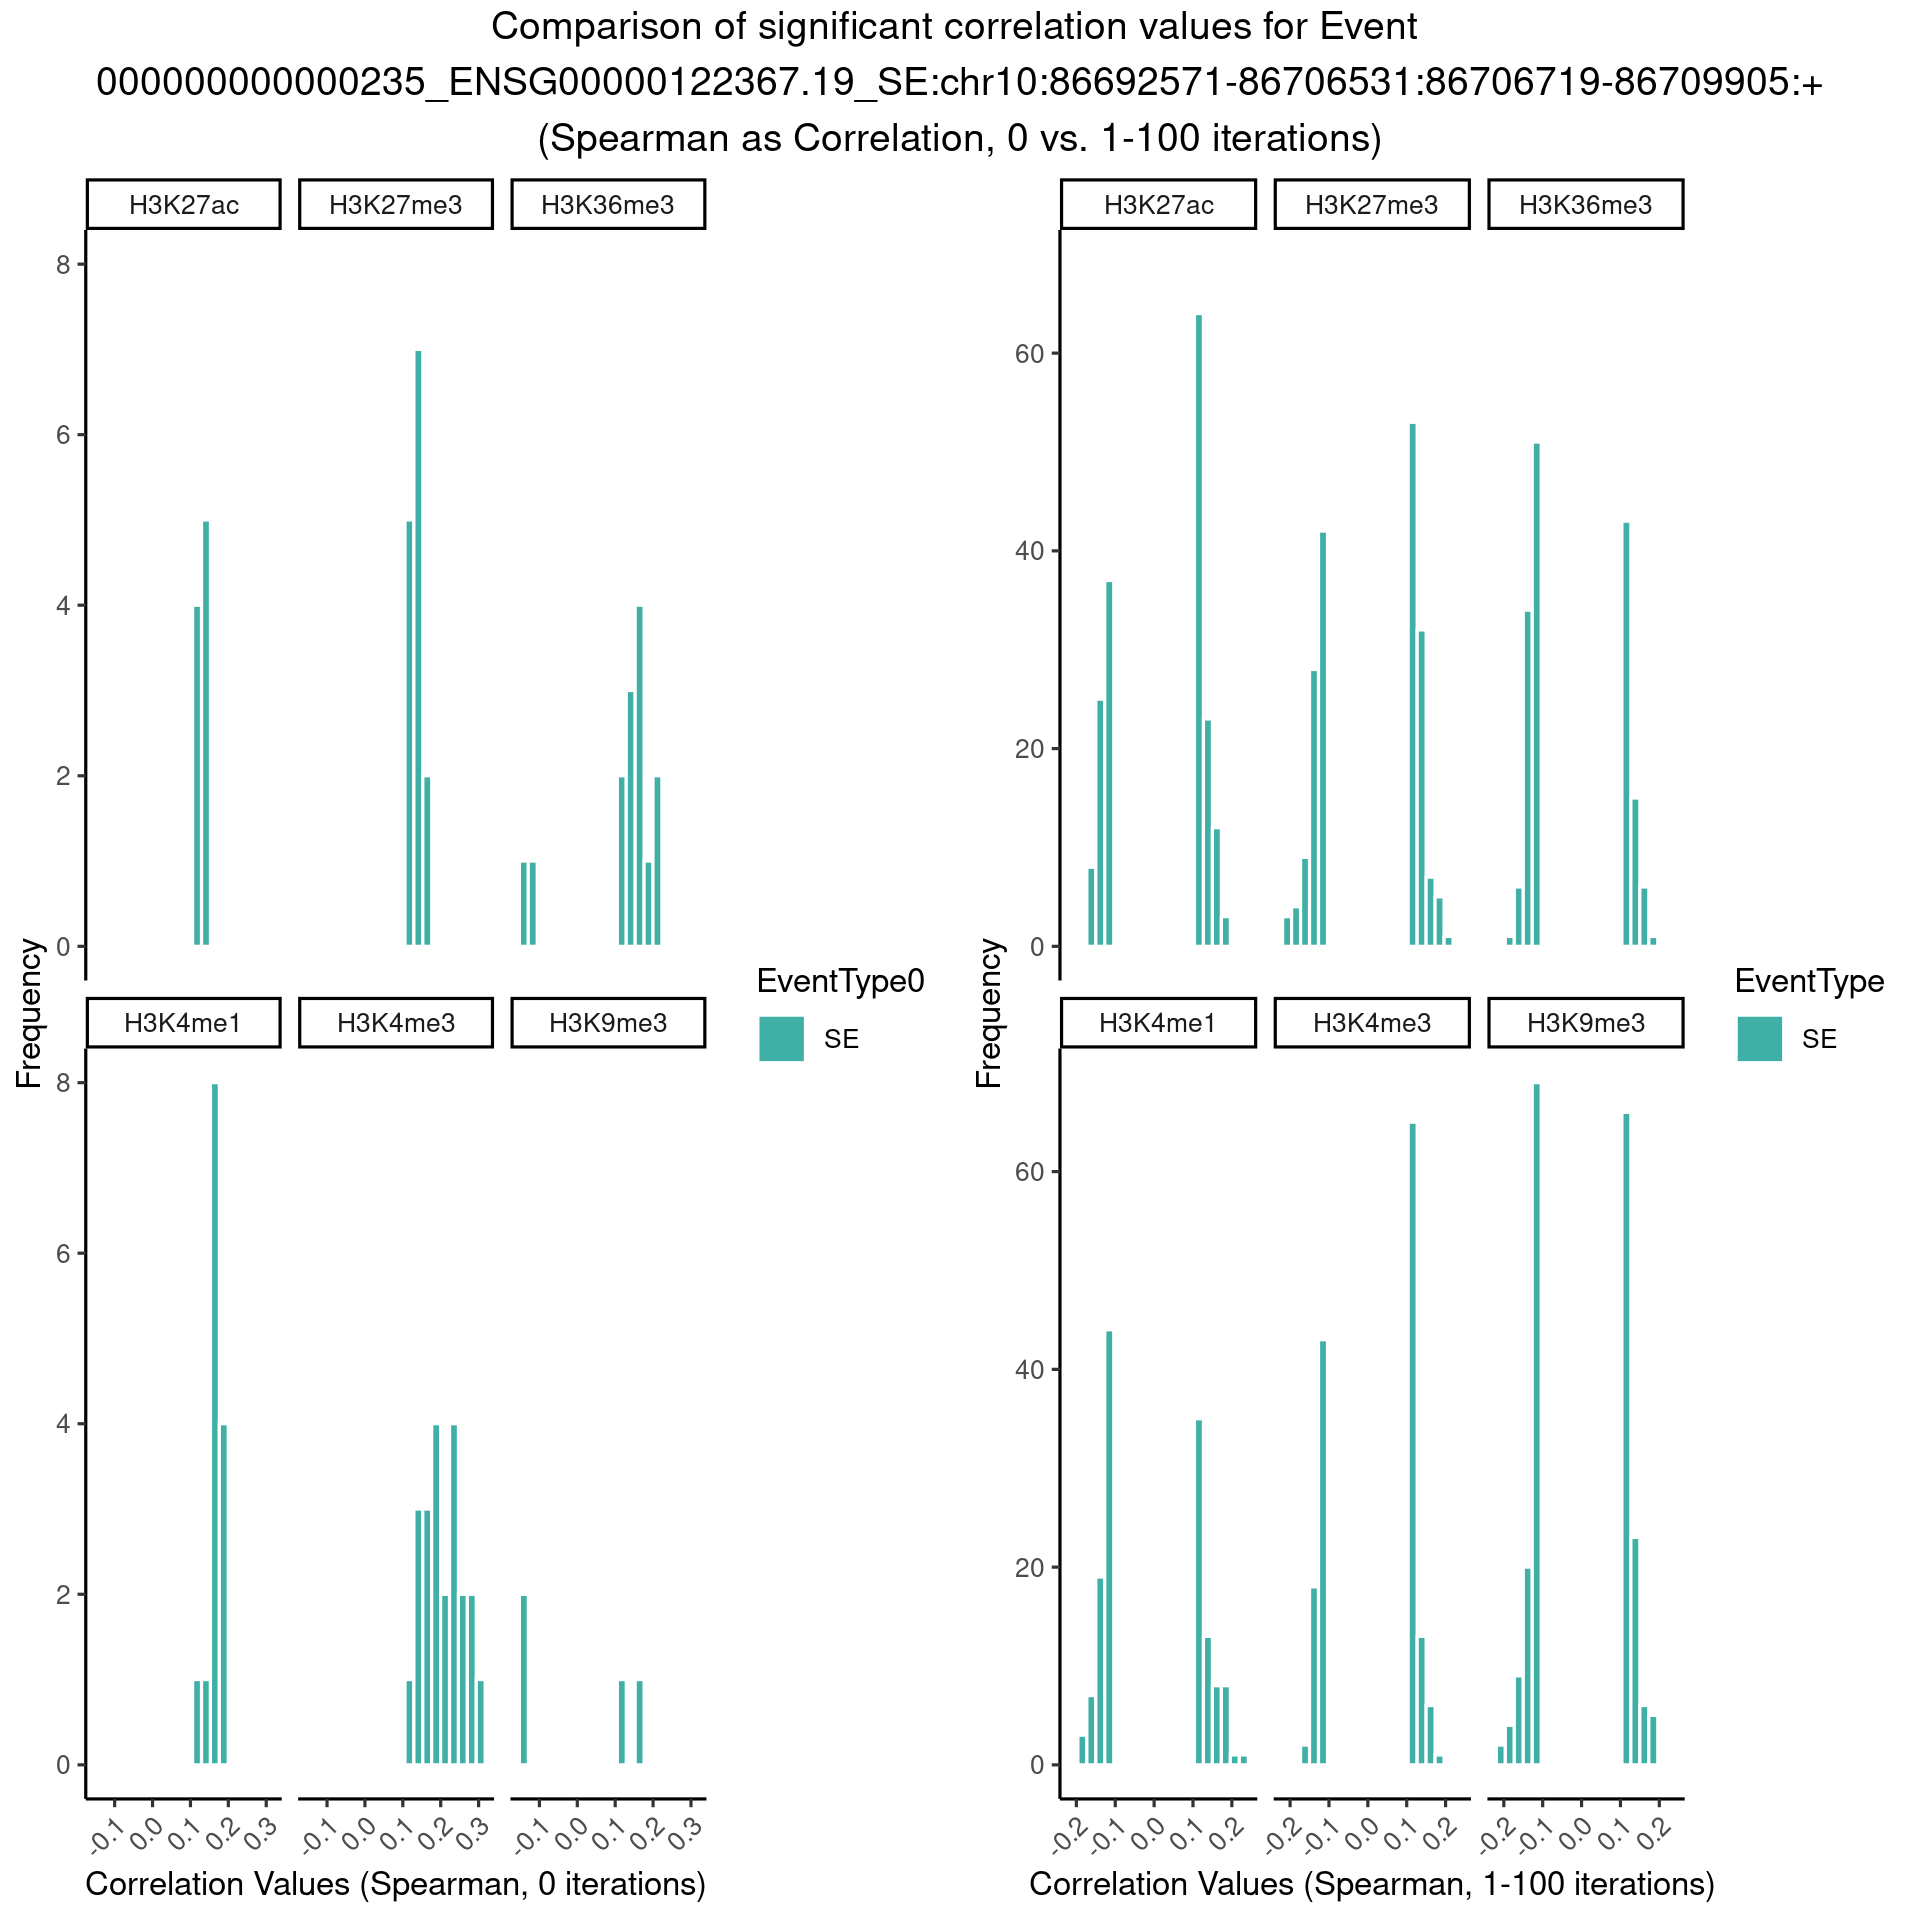 Comparison of significant correlation values for Event
000000000000235_ENSG00000122367.19_SE:chr10:86692571-86706531:86706719-86709905:+
(Spearman as Correlation, 0 vs. 1-100 iterations)
H3K27ac H3K27me3 H3K36me3
8
6
4
2
0
H3K4me1 H3K4me3 H3K9me3
8
6
4
2
0
-0.1 0.0 0.1 0.2 0.3 -0.1 0.0 0.1 0.2 0.3 -0.1 0.0 0.1 0.2 0.3
Frequency
Correlation Values (Spearman, 0 iterations)
EventType0
SE
H3K27ac H3K27me3 H3K36me3
60
40
20
0
H3K4me1 H3K4me3 H3K9me3
60
40
20
0
-0.2 -0.1 0.0 0.1 0.2 -0.2 -0.1 0.0 0.1 0.2 -0.2 -0.1 0.0 0.1 0.2
Frequency
Correlation Values (Spearman, 1-100 iterations)
EventType
SE